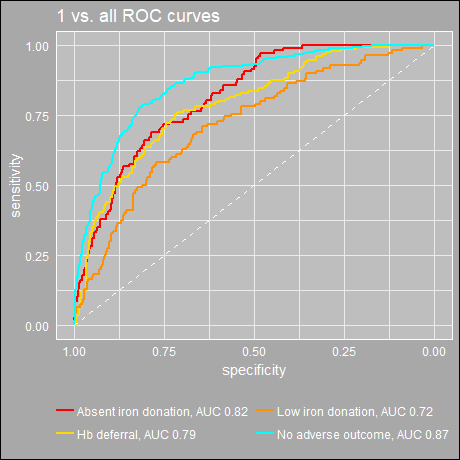 1 vs. all ROC curves
1.00
0.75
0.50
0.25
0.00
sensitivity
1.00 0.75 0.50 0.25 0.00
specificity
Absent iron donation, AUC 0.82 Low iron donation, AUC 0.72
Hb deferral, AUC 0.79 No adverse outcome, AUC 0.87